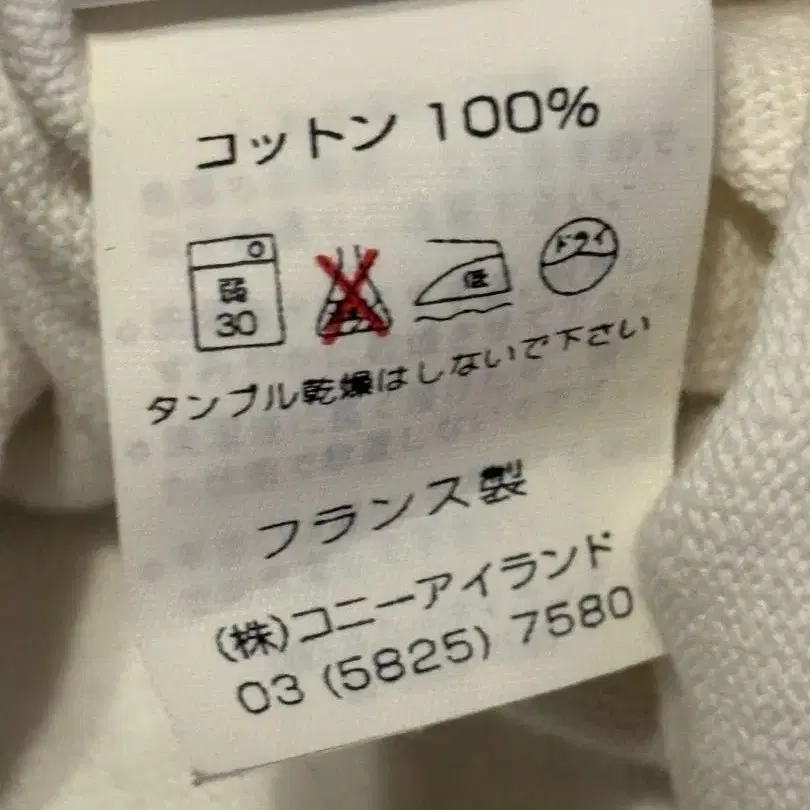 コットン 100%
弱
30
低
ドライ
タンブル乾燥はしないで下さい
フランス製
(株)コニーアイランド
03 (5825) 7580